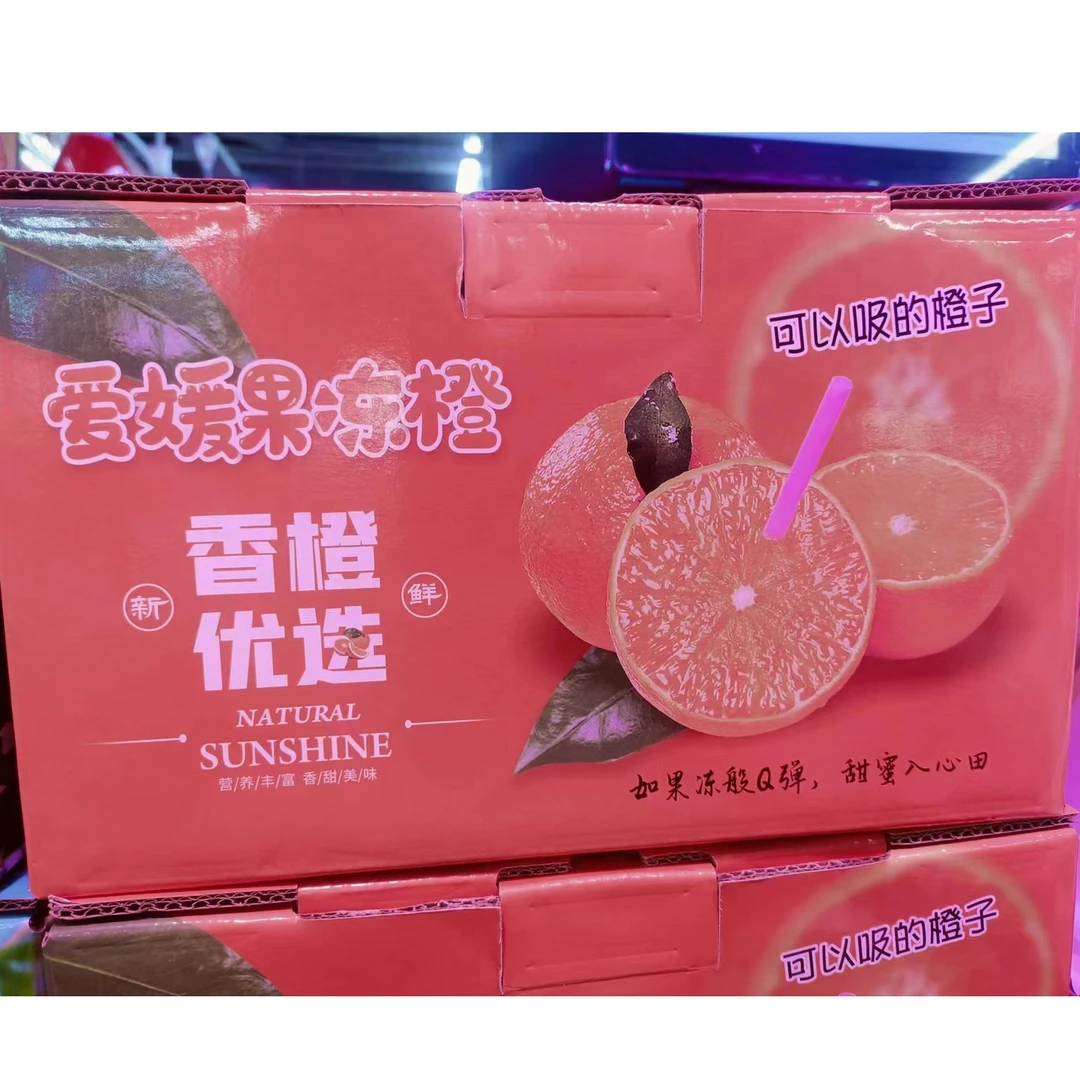 可以吸的橙子
爱媛果冻橙
香橙
优选
新
鲜
NATURAL
SUNSHINE
营/养/丰/富 香/甜/美/味
如果冻般Q弹，甜蜜入心田
可以吸的橙子